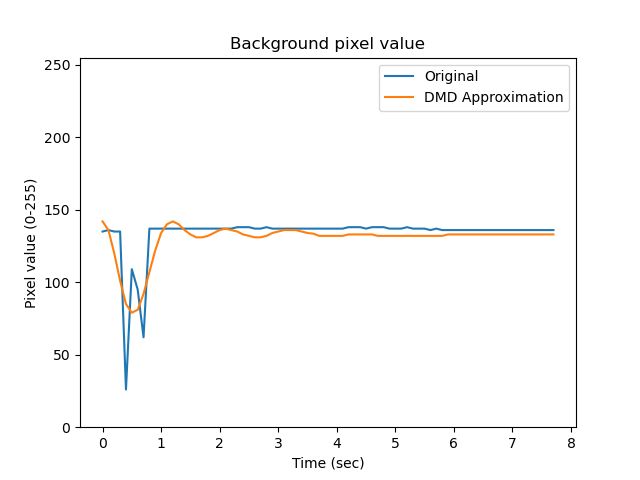 Background pixel value
Original
DMD Approximation
Pixel value (0-255)
250
200
150
100
50
0
0 1 2 3 4 5 6 7 8
Time (sec)